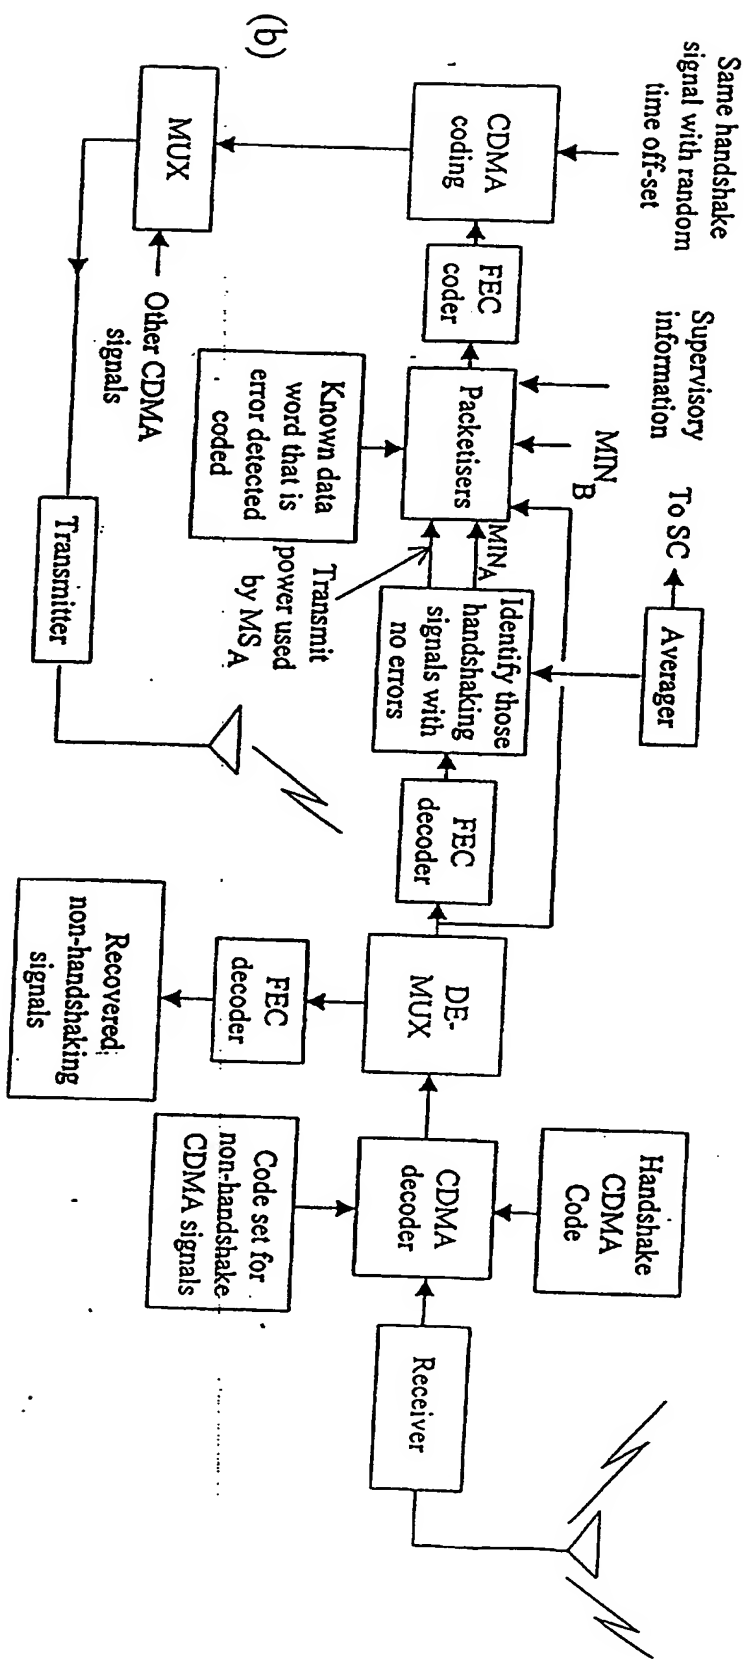 (b)
Same handshake
signal with random
time off-set
Supervisory
information
MIN
B
To SC
Averager
CDMA
coding
FEC
coder
Packetisers
MIN
A
Identify those
handshaking
signals with
no errors
FEC
decoder
DE-
MUX
CDMA
decoder
Receiver
Handshake
CDMA
Code
MUX
Other CDMA
signals
Known data
word that is
error detected
coded
Transmit
power used
by MS
A
Transmitter
FEC
decoder
Recovered
non-handshaking
signals
Code set for
non-handshake
CDMA signals